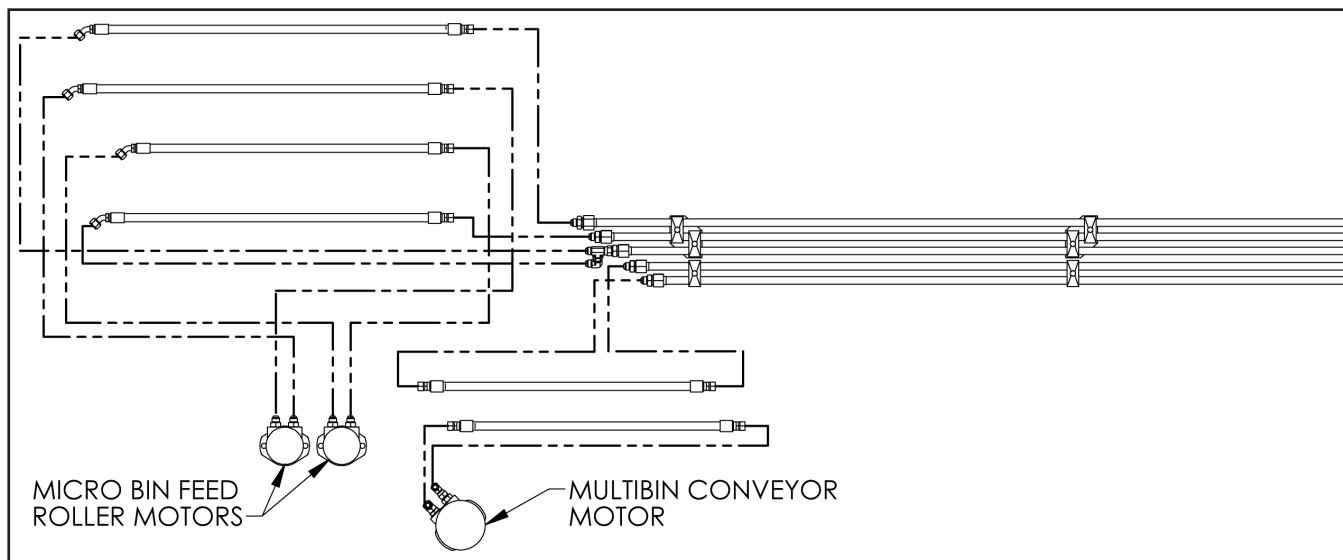 MICRO BIN FEED
ROLLER MOTORS
MULTIBIN CONVEYOR
MOTOR